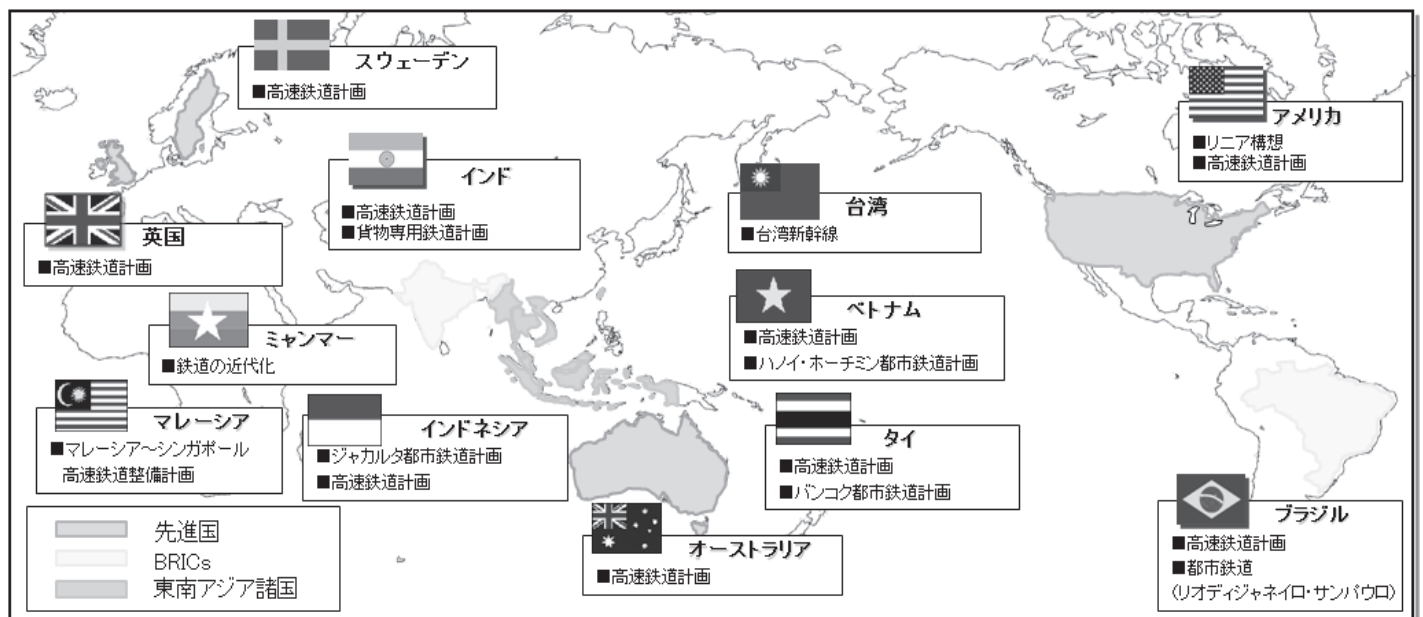 スウェーデン
■高速鉄道計画
アメリカ
■リニア構想
■高速鉄道計画
インド
■高速鉄道計画
■貨物専用鉄道計画
台湾
■台湾新幹線
英国
■高速鉄道計画
ベトナム
■高速鉄道計画
■ハノイ・ホーチミン都市鉄道計画
ミャンマー
■鉄道の近代化
マレーシア
■マレーシア～シンガポール
高速鉄道整備計画
インドネシア
■ジャカルタ都市鉄道計画
■高速鉄道計画
タイ
■高速鉄道計画
■バンコク都市鉄道計画
ブラジル
■高速鉄道計画
■都市鉄道
(リオディジャネイロ・サンパウロ)
オーストラリア
■高速鉄道計画
先進国
BRICs
東南アジア諸国